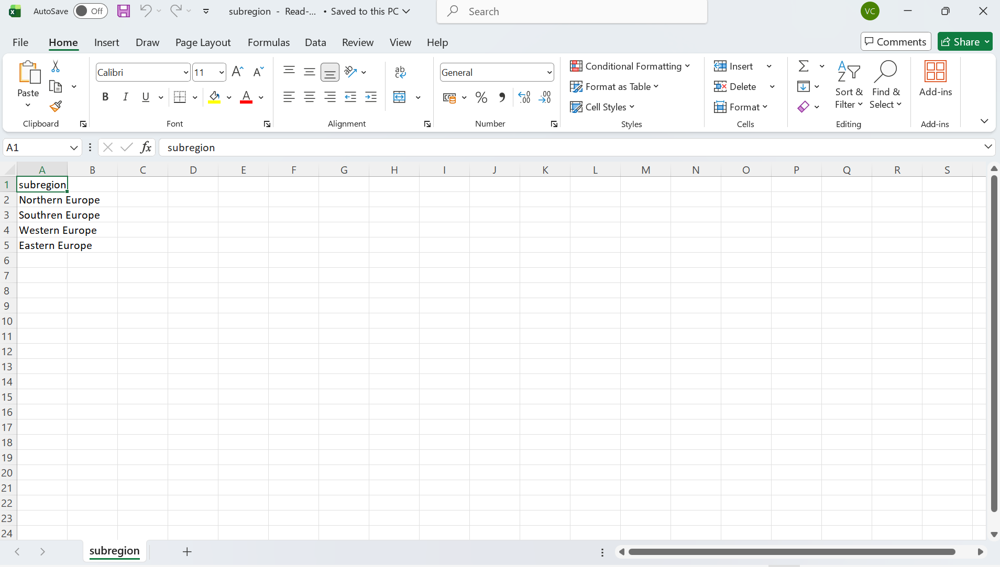 AutoSave Off subregion - Read-... • Saved to this PC Search VC
File Home Insert Draw Page Layout Formulas Data Review View Help Comments Share
Paste
Clipboard
Calibri 11
B I U A
Font
ab
c
Alignment
General
% , .00 .00
Number
Conditional Formatting
Format as Table
Cell Styles
Styles
Insert
Delete
Format
Cells
Sort &
Filter
Find &
Select
Editing
Add-ins
Add-ins
A1 fx subregion
A B C D E F G H I J K L M N O P Q R S
1 subregion
2 Northern Europe
3 Southren Europe
4 Western Europe
5 Eastern Europe
6
7
8
9
10
11
12
13
14
15
16
17
18
19
20
21
22
23
24
subregion